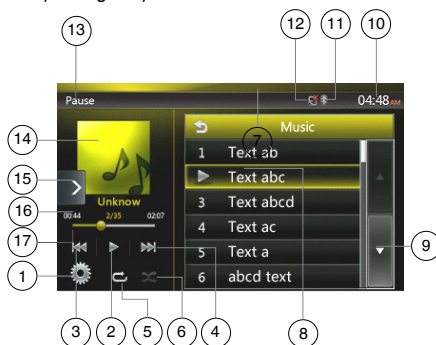 13
12
11
10
Pause
04:48 AM
14
7
Music
1 Text ab
15
Text abc
Unknow
16
00:44 2/35 02:07
3 Text abcd
4 Text ac
17
9
5 Text a
1
6 abcd text
3
2
5
6
4
8